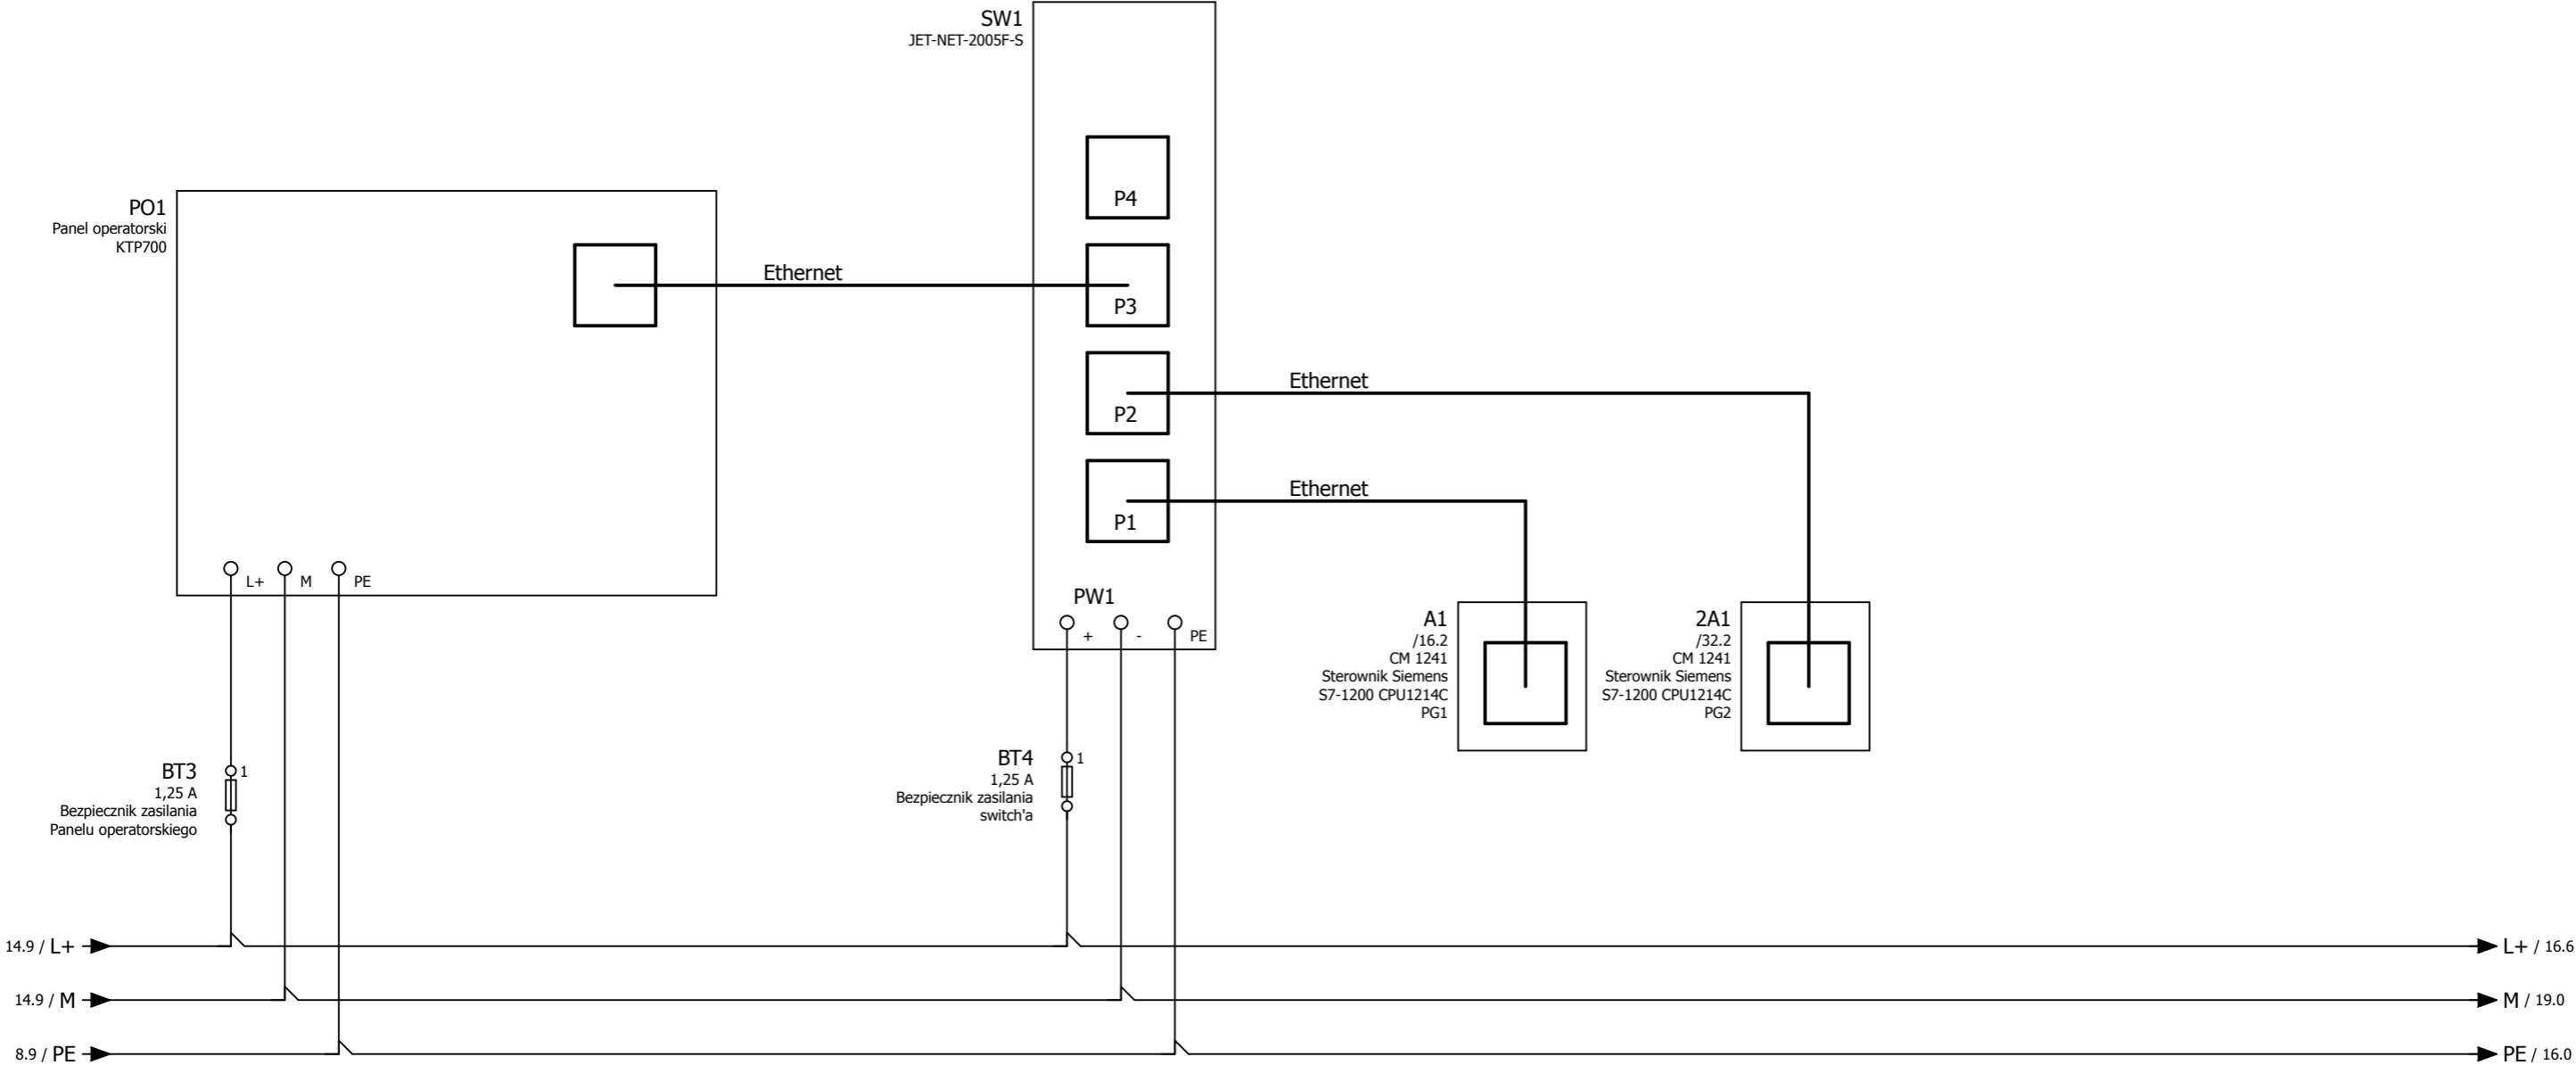 SW1
JET-NET-2005F-S
P4
P3
P2
P1
PW1
+
-
PE
PO1
Panel operatorski
KTP700
L+
M
PE
Ethernet
Ethernet
Ethernet
A1
/16.2
CM 1241
Sterownik Siemens
S7-1200 CPU1214C
PG1
2A1
/32.2
CM 1241
Sterownik Siemens
S7-1200 CPU1214C
PG2
BT3
1,25 A
Bezpiecznik zasilania
Panelu operatorskiego
1
BT4
1,25 A
Bezpiecznik zasilania
switch'a
1
14.9 / L+
L+ / 16.6
14.9 / M
M / 19.0
8.9 / PE
PE / 16.0